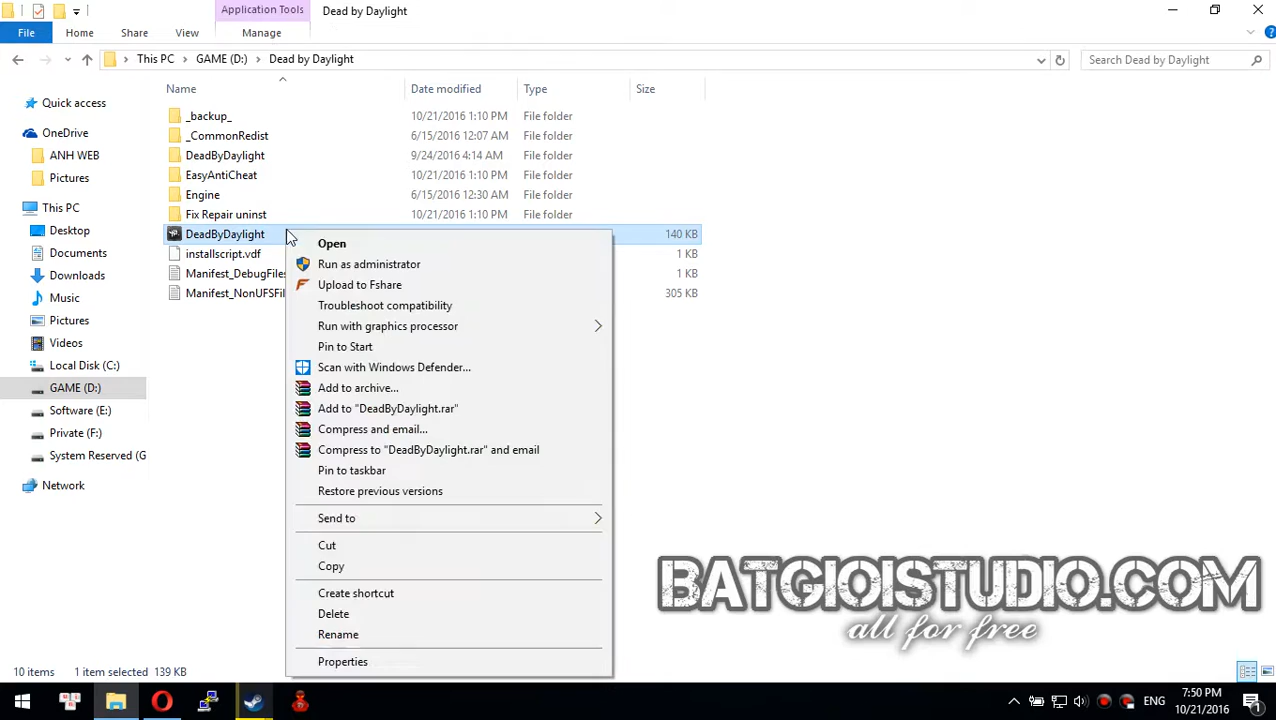 Application Tools
Dead by Daylight
File
Home
Share
View
Manage
This PC
GAME (D:)
Dead by Daylight
Search Dead by Daylight
Name
Date modified
Type
Size
Quick access
OneDrive
ANH WEB
Pictures
This PC
Desktop
Documents
Downloads
Music
Pictures
Videos
Local Disk (C:)
GAME (D:)
Software (E:)
Private (F:)
System Reserved (G
Network
_backup_ 10/21/2016 1:10 PM File folder
_CommonRedist 6/15/2016 12:07 AM File folder
DeadByDaylight 9/24/2016 4:14 AM File folder
EasyAntiCheat 10/21/2016 1:10 PM File folder
Engine 6/15/2016 12:30 AM File folder
Fix Repair uninst 10/21/2016 1:10 PM File folder
DeadByDaylight 140 KB
installscript.vdf 1 KB
Manifest_DebugFiles 1 KB
Manifest_NonUFSFil 305 KB
Open
Run as administrator
Upload to Fshare
Troubleshoot compatibility
Run with graphics processor
Pin to Start
Scan with Windows Defender...
Add to archive...
Add to "DeadByDaylight.rar"
Compress and email...
Compress to "DeadByDaylight.rar" and email
Pin to taskbar
Restore previous versions
Send to
Cut
Copy
Create shortcut
Delete
Rename
Properties
BATGIOISTUDIO.COM
all for free
10 items 1 item selected 139 KB
ENG
7:50 PM
10/21/2016
1